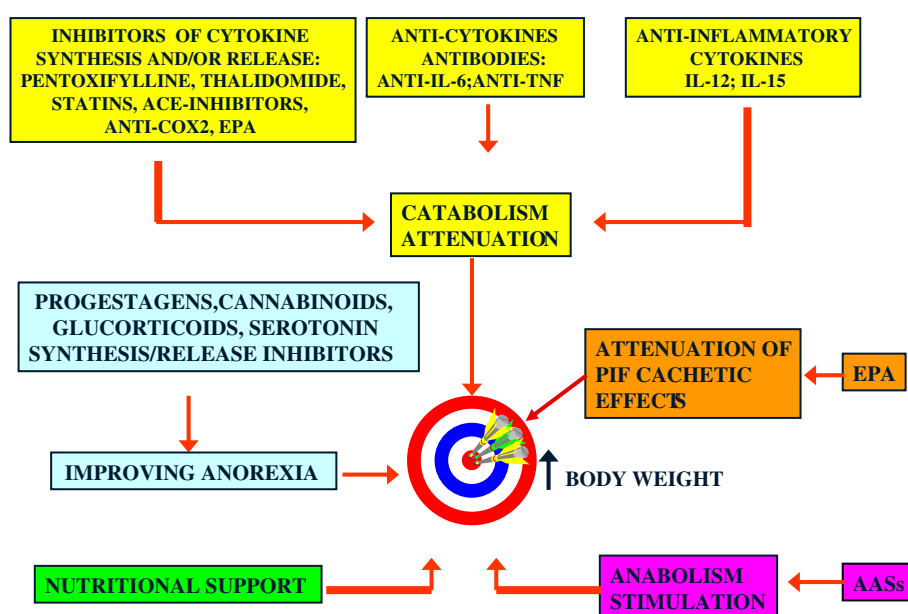 INHIBITORS OF CYTOKINE
SYNTHESIS AND/OR RELEASE:
PENTOXIFYLLINE, THALIDOMIDE,
STATINS, ACE-INHIBITORS,
ANTI-COX2, EPA
ANTI-CYTOKINES
ANTIBODIES:
ANTI-IL-6;ANTI-TNF
ANTI-INFLAMMATORY
CYTOKINES
IL-12; IL-15
CATABOLISM
ATTENUATION
PROGESTAGENS,CANNABINOIDS,
GLUCORTICOIDS, SEROTONIN
SYNTHESIS/RELEASE INHIBITORS
ATTENUATION OF
PIF CACHETIC
EFFECTS
EPA
IMPROVING ANOREXIA
BODY WEIGHT
NUTRITIONAL SUPPORT
ANABOLISM
STIMULATION
AASs